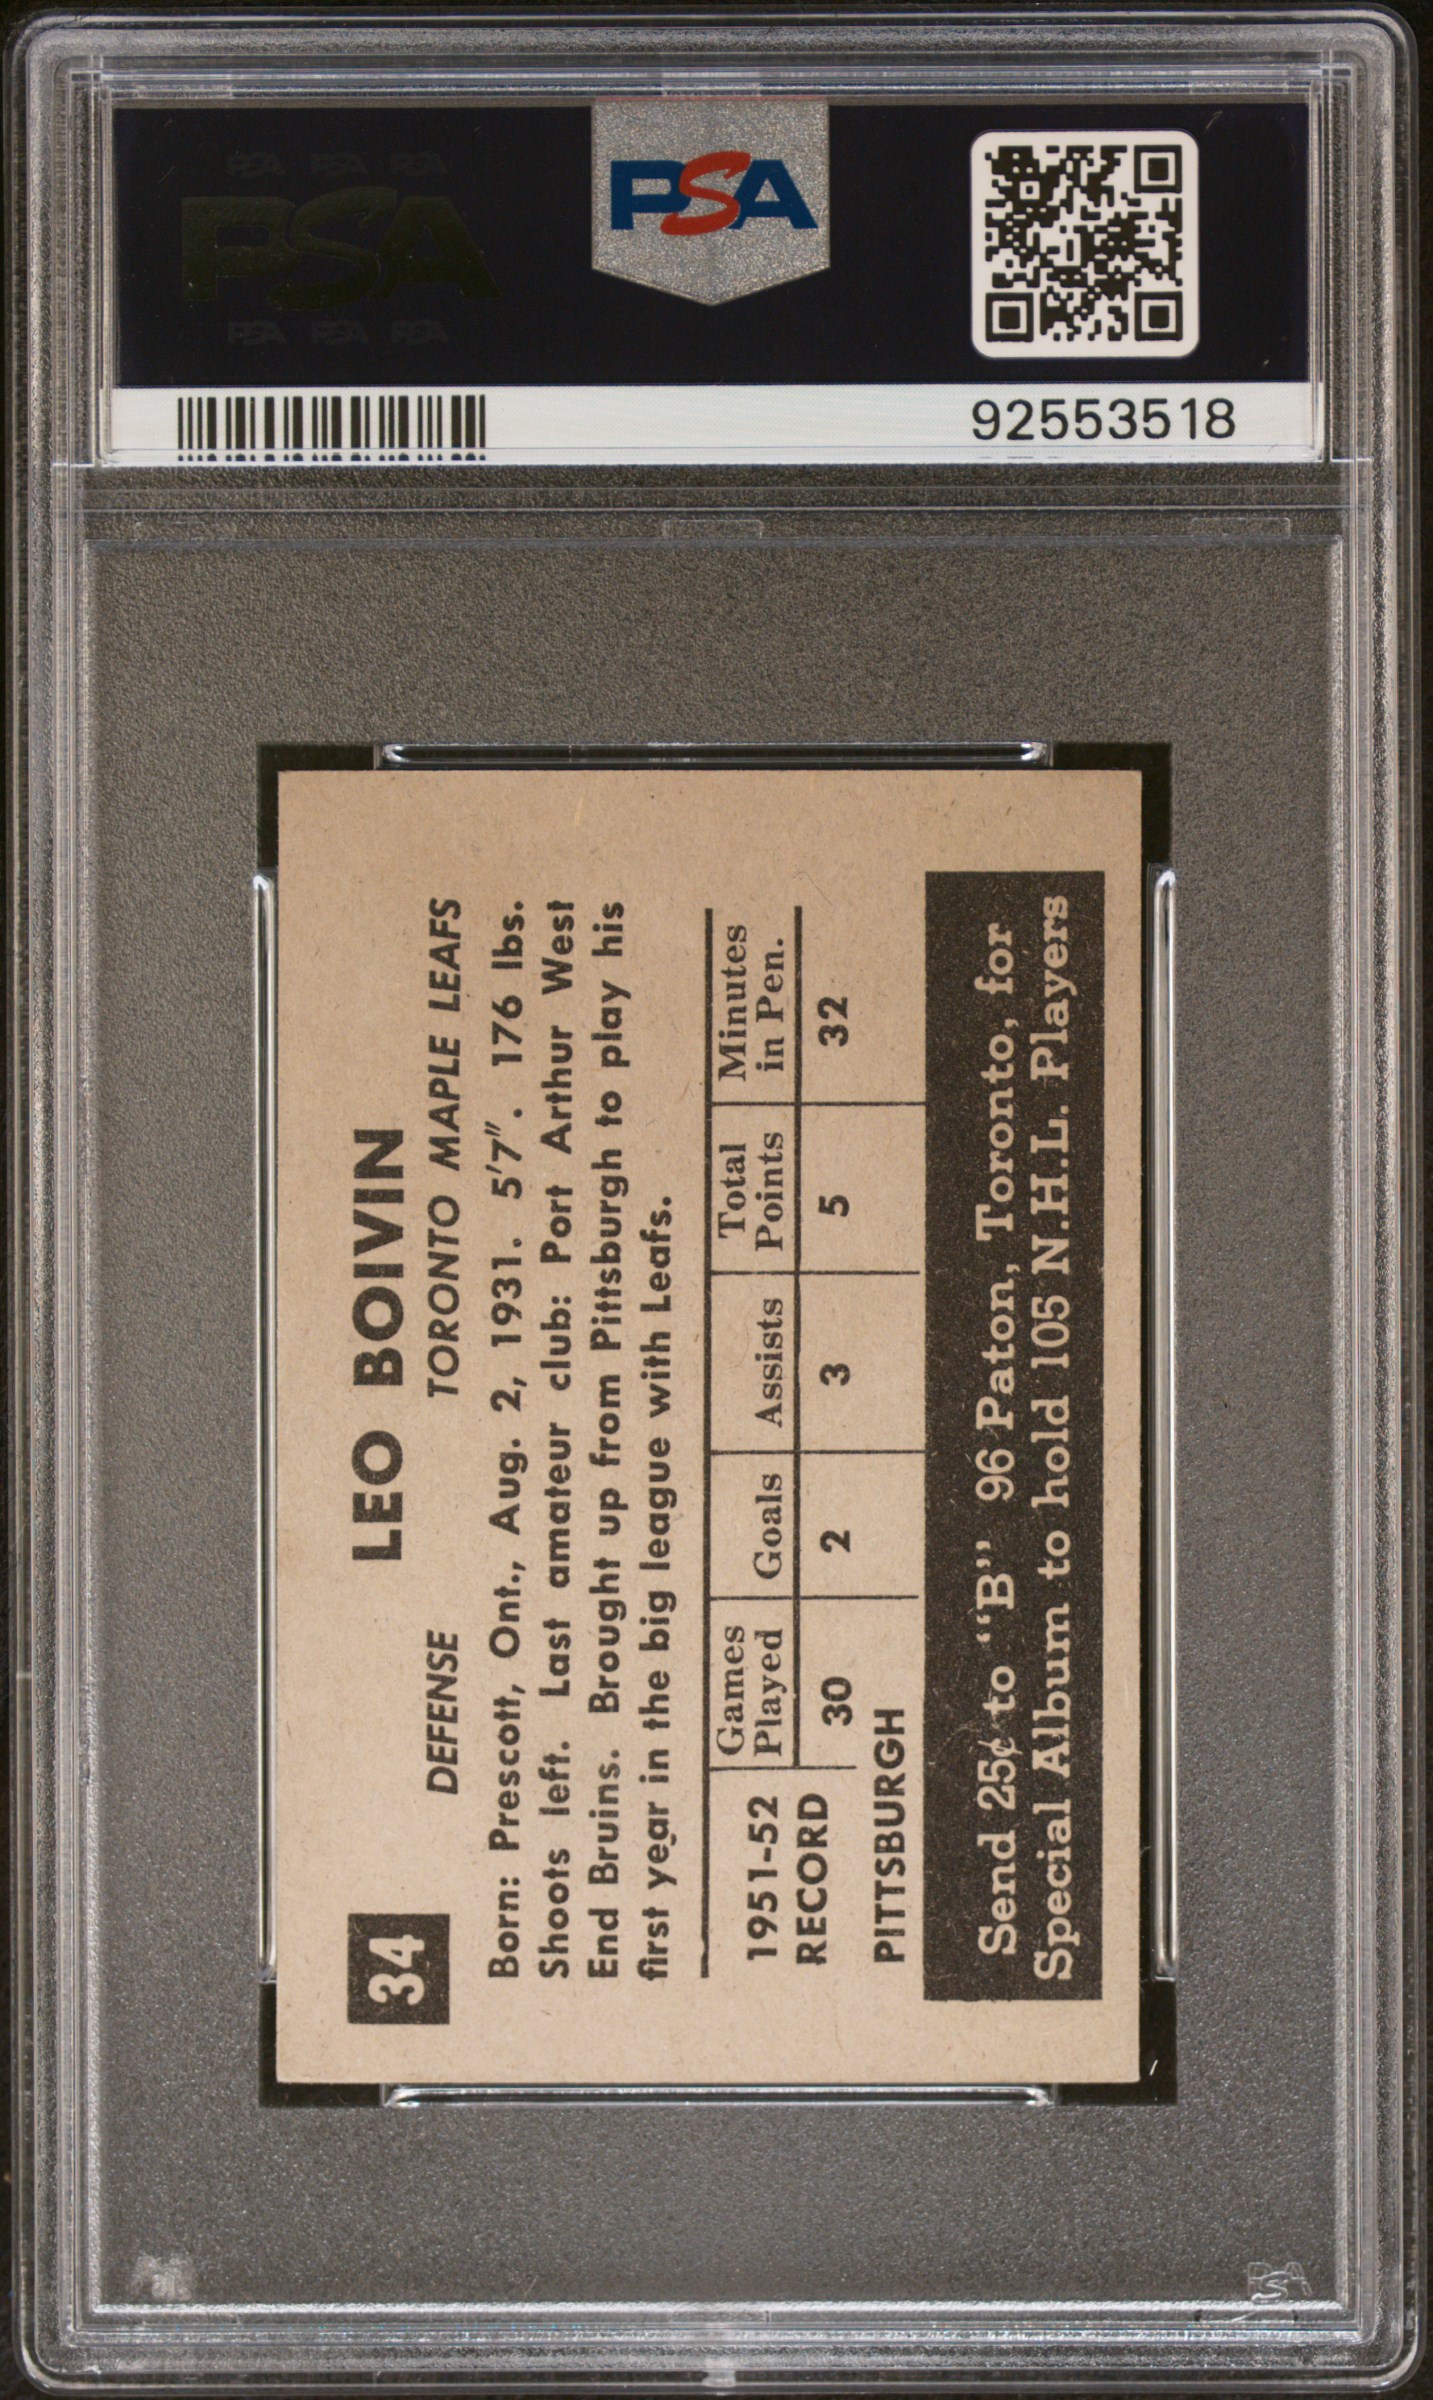 PSA PSA PSA
PSA
PSA PSA PSA
PSA
92553518
34
LEO BOIVIN
DEFENSE TORONTO MAPLE LEAFS
Born: Prescott, Ont., Aug. 2, 1931. 5'7". 176 lbs.
Shoots left. Last amateur club: Port Arthur West
End Bruins. Brought up from Pittsburgh to play his
first year in the big league with Leafs.
1951-52 RECORD
Games Played
Goals
Assists
Total Points
Minutes in Pen.
PITTSBURGH
30 2 3 5 32
Send 25¢ to "B" 96 Paton, Toronto, for
Special Album to hold 105 N.H.L. Players
PSA